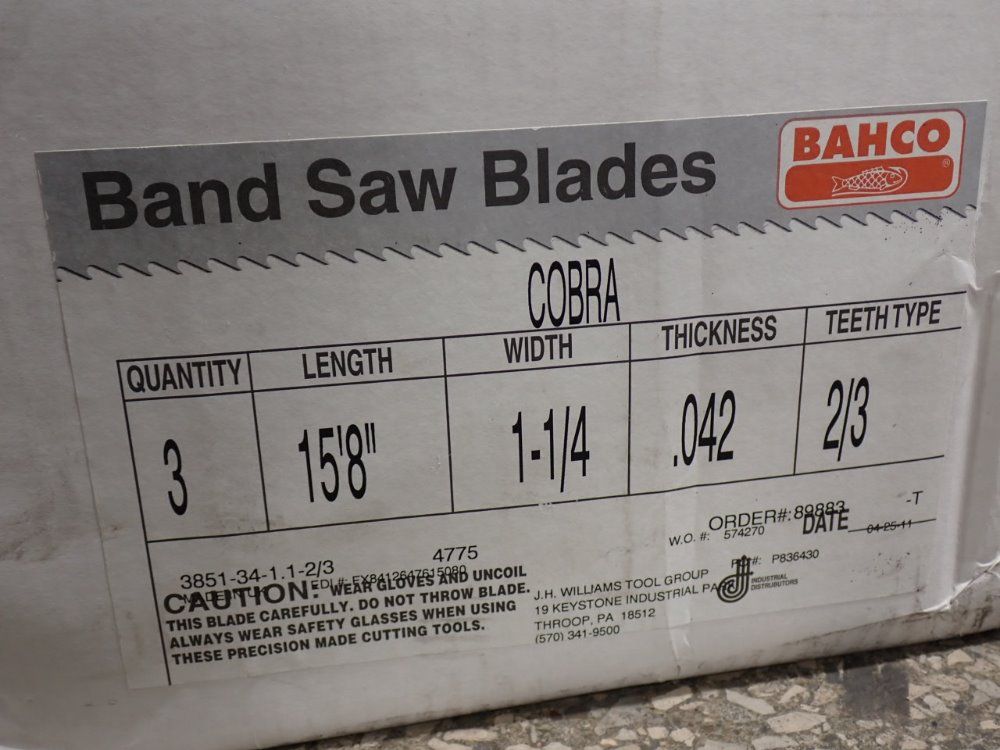 Band Saw Blades
BAHCO
®
COBRA
QUANTITY LENGTH WIDTH THICKNESS TEETH TYPE
3 15'8" 1-1/4 .042 2/3
ORDER#: 89883 -T
W.O. #: 574270 DATE 04-25-11
3851-34-1.1-2/3 4775
EDI #: P836430
CAUTION: WEAR GLOVES AND UNCOIL
THIS BLADE CAREFULLY. DO NOT THROW BLADE.
ALWAYS WEAR SAFETY GLASSES WHEN USING
THESE PRECISION MADE CUTTING TOOLS.
J.H. WILLIAMS TOOL GROUP
19 KEYSTONE INDUSTRIAL PARK
THROOP, PA 18512
(570) 341-9500
INDUSTRIAL
DISTRIBUTORS